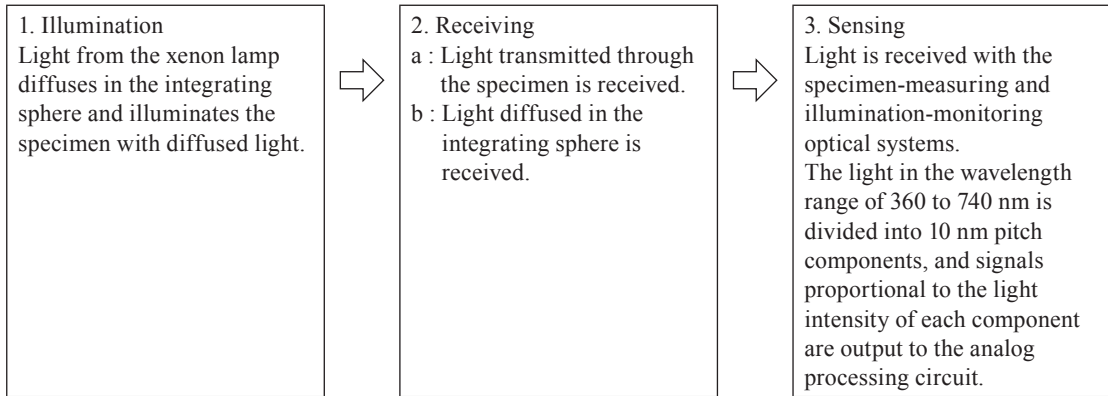 1. Illumination
Light from the xenon lamp
diffuses in the integrating
sphere and illuminates the
specimen with diffused light.
2. Receiving
a : Light transmitted through
the specimen is received.
b : Light diffused in the
integrating sphere is
received.
3. Sensing
Light is received with the
specimen-measuring and
illumination-monitoring
optical systems.
The light in the wavelength
range of 360 to 740 nm is
divided into 10 nm pitch
components, and signals
proportional to the light
intensity of each component
are output to the analog
processing circuit.